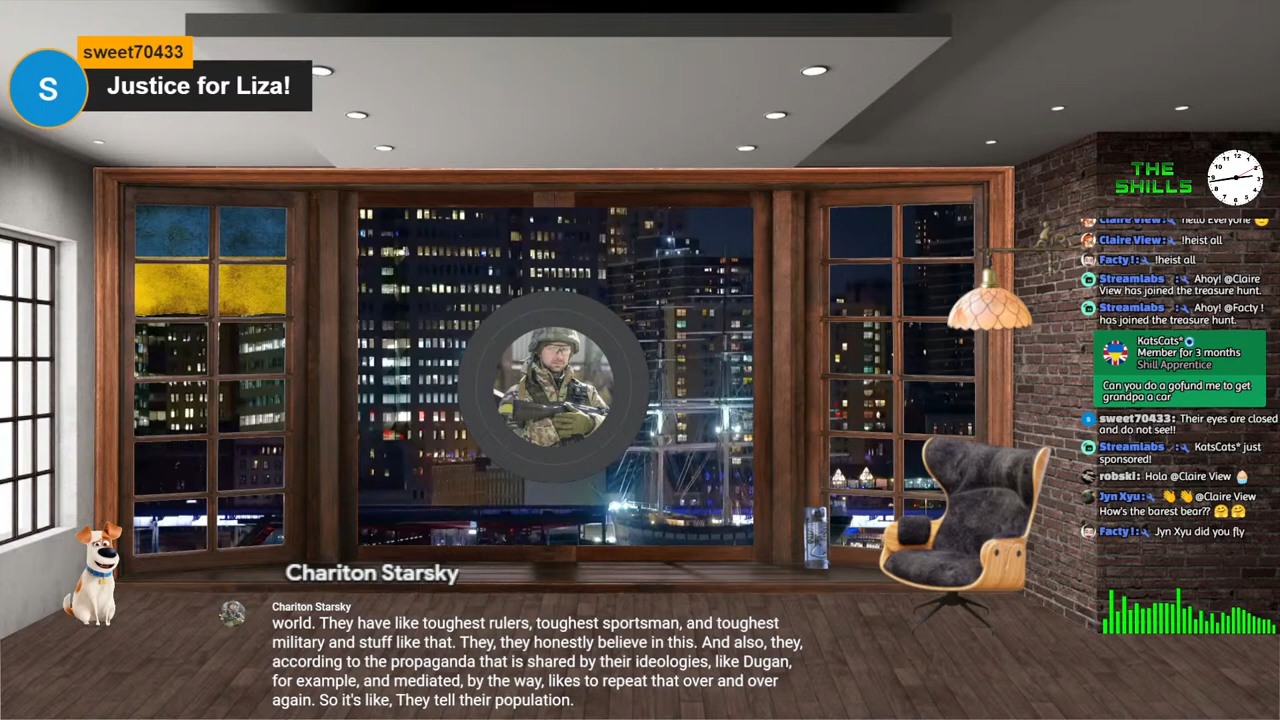 sweet70433
S
Justice for Liza!
THE
SHILLS
Claire View: hello Everyone
Claire View: !heist all
Facty !: !heist all
Streamlabs : Ahoy! @Claire
View has joined the treasure hunt.
Streamlabs : Ahoy! @Facty !
has joined the treasure hunt.
KatsCats*
Member for 3 months
Shill Apprentice
Can you do a gofund me to get
grandpa a car
sweet70433: Their eyes are closed
and do not see!!
Streamlabs : KatsCats* just
sponsored!
robski: Hola @Claire View
Jyn Xyu: @Claire View
How's the barest bear??
Facty !: Jyn Xyu did you fly
Chariton Starsky
Chariton Starsky
world. They have like toughest rulers, toughest sportsman, and toughest
military and stuff like that. They, they honestly believe in this. And also, they,
according to the propaganda that is shared by their ideologies, like Dugan,
for example, and mediated, by the way, likes to repeat that over and over
again. So it's like, They tell their population.